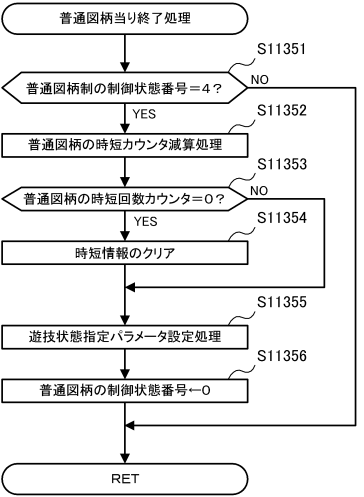 普通図柄当り終了処理
S11351
普通図柄制の制御状態番号=4?
NO
YES
S11352
普通図柄の時短カウンタ減算処理
S11353
普通図柄の時短回数カウンタ=0?
NO
YES
S11354
時短情報のクリア
S11355
遊技状態指定パラメータ設定処理
S11356
普通図柄の制御状態番号←0
RET